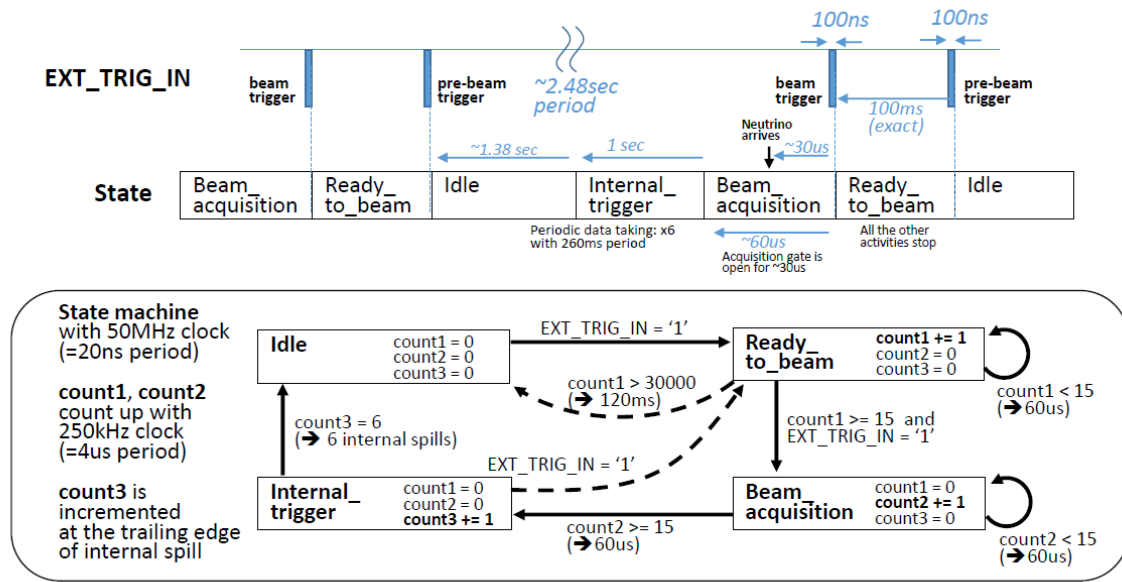 100ns
100ns
EXT_TRIG_IN
beam
trigger
pre-beam
trigger
~2.48sec
period
beam
trigger
100ms
(exact)
pre-beam
trigger
Neutrino
arrives
~1.38 sec
1 sec
~30us
State
Beam_
acquisition
Ready_
to_beam
Idle
Internal_
trigger
Beam_
acquisition
Ready_
to_beam
Idle
Periodic data taking: x6
with 260ms period
~60us
Acquisition gate is
open for ~30us
All the other
activities stop
State machine
with 50MHz clock
(=20ns period)
count1, count2
count up with
250kHz clock
(=4us period)
count3 is
incremented
at the trailing edge
of internal spill
Idle
count1 = 0
count2 = 0
count3 = 0
EXT_TRIG_IN = ‘1’
Ready_
to_beam
count1 += 1
count2 = 0
count3 = 0
count1 < 15
(➔ 60us)
count1 > 30000
(➔ 120ms)
count1 >= 15 and
EXT_TRIG_IN = ‘1’
count3 = 6
(➔ 6 internal spills)
EXT_TRIG_IN = ‘1’
Internal_
trigger
count1 = 0
count2 = 0
count3 += 1
count2 >= 15
(➔ 60us)
Beam_
acquisition
count1 = 0
count2 += 1
count3 = 0
count2 < 15
(➔ 60us)